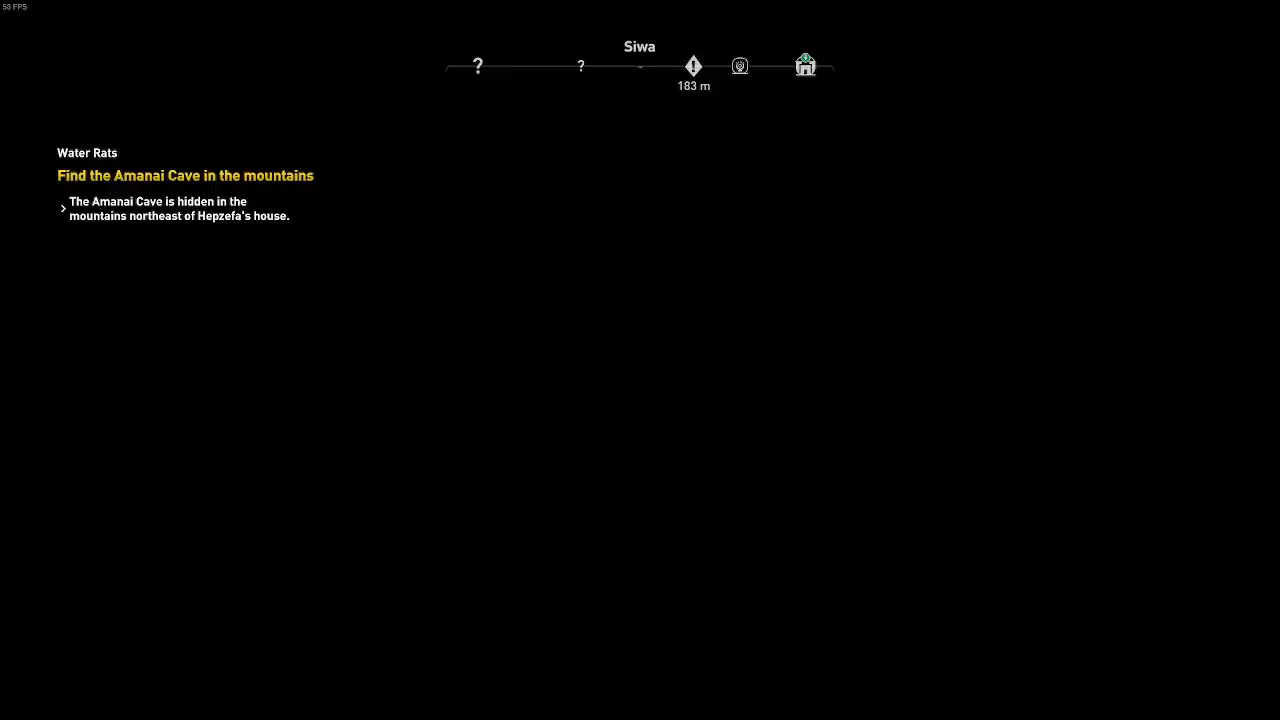 58 FPS
Siwa
?
?
!
183 m
Water Rats
Find the Amanai Cave in the mountains
The Amanai Cave is hidden in the
mountains northeast of Hepzefa's house.